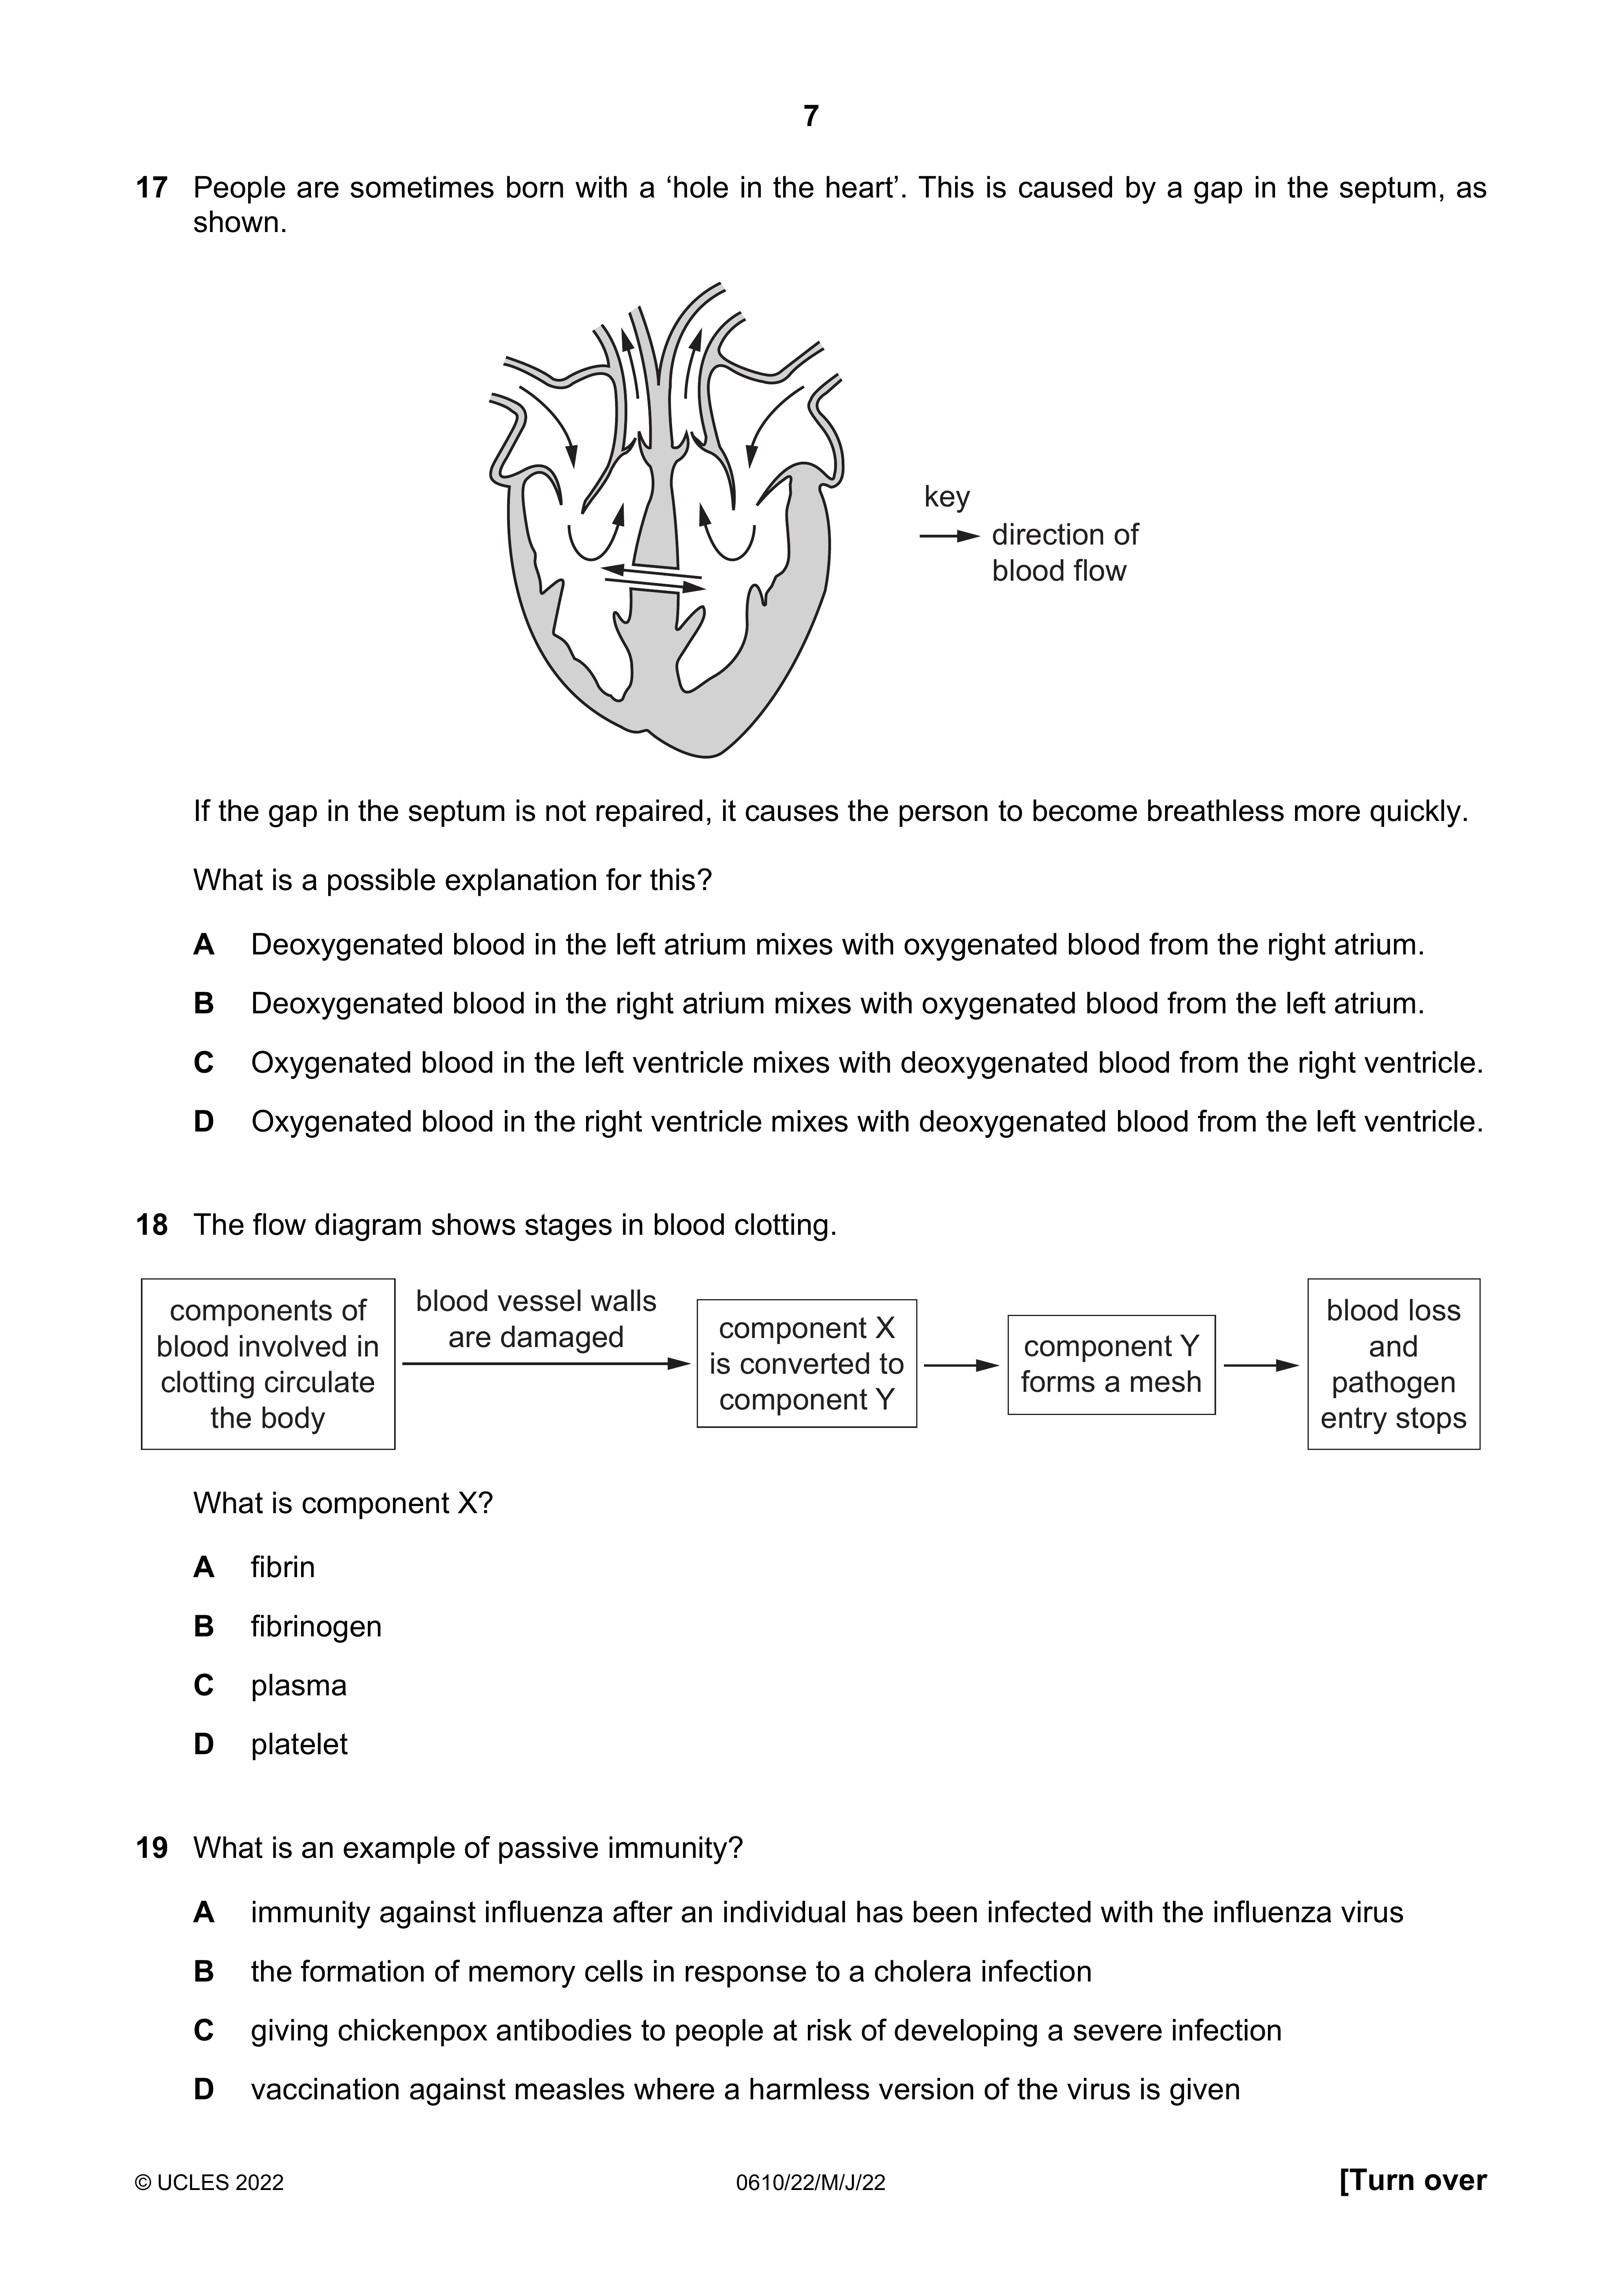 7
17 People are sometimes born with a ‘hole in the heart’. This is caused by a gap in the septum, as
shown.
key
direction of
blood flow
If the gap in the septum is not repaired, it causes the person to become breathless more quickly.
What is a possible explanation for this?
A Deoxygenated blood in the left atrium mixes with oxygenated blood from the right atrium.
B Deoxygenated blood in the right atrium mixes with oxygenated blood from the left atrium.
C Oxygenated blood in the left ventricle mixes with deoxygenated blood from the right ventricle.
D Oxygenated blood in the right ventricle mixes with deoxygenated blood from the left ventricle.
18 The flow diagram shows stages in blood clotting.
components of
blood involved in
clotting circulate
the body
blood vessel walls
are damaged
component X
is converted to
component Y
component Y
forms a mesh
blood loss
and
pathogen
entry stops
What is component X?
A fibrin
B fibrinogen
C plasma
D platelet
19 What is an example of passive immunity?
A immunity against influenza after an individual has been infected with the influenza virus
B the formation of memory cells in response to a cholera infection
C giving chickenpox antibodies to people at risk of developing a severe infection
D vaccination against measles where a harmless version of the virus is given
© UCLES 2022 0610/22/M/J/22 [Turn over